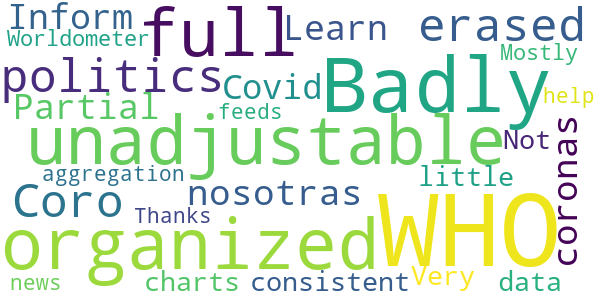 Inform full Learn erased
Worldometer Mostly
politics Covid Badly help
Partial feeds
unadjustable Not coronas
aggregation little
Coro nosotras WHO
Thanks
organized
news charts consistent Very data